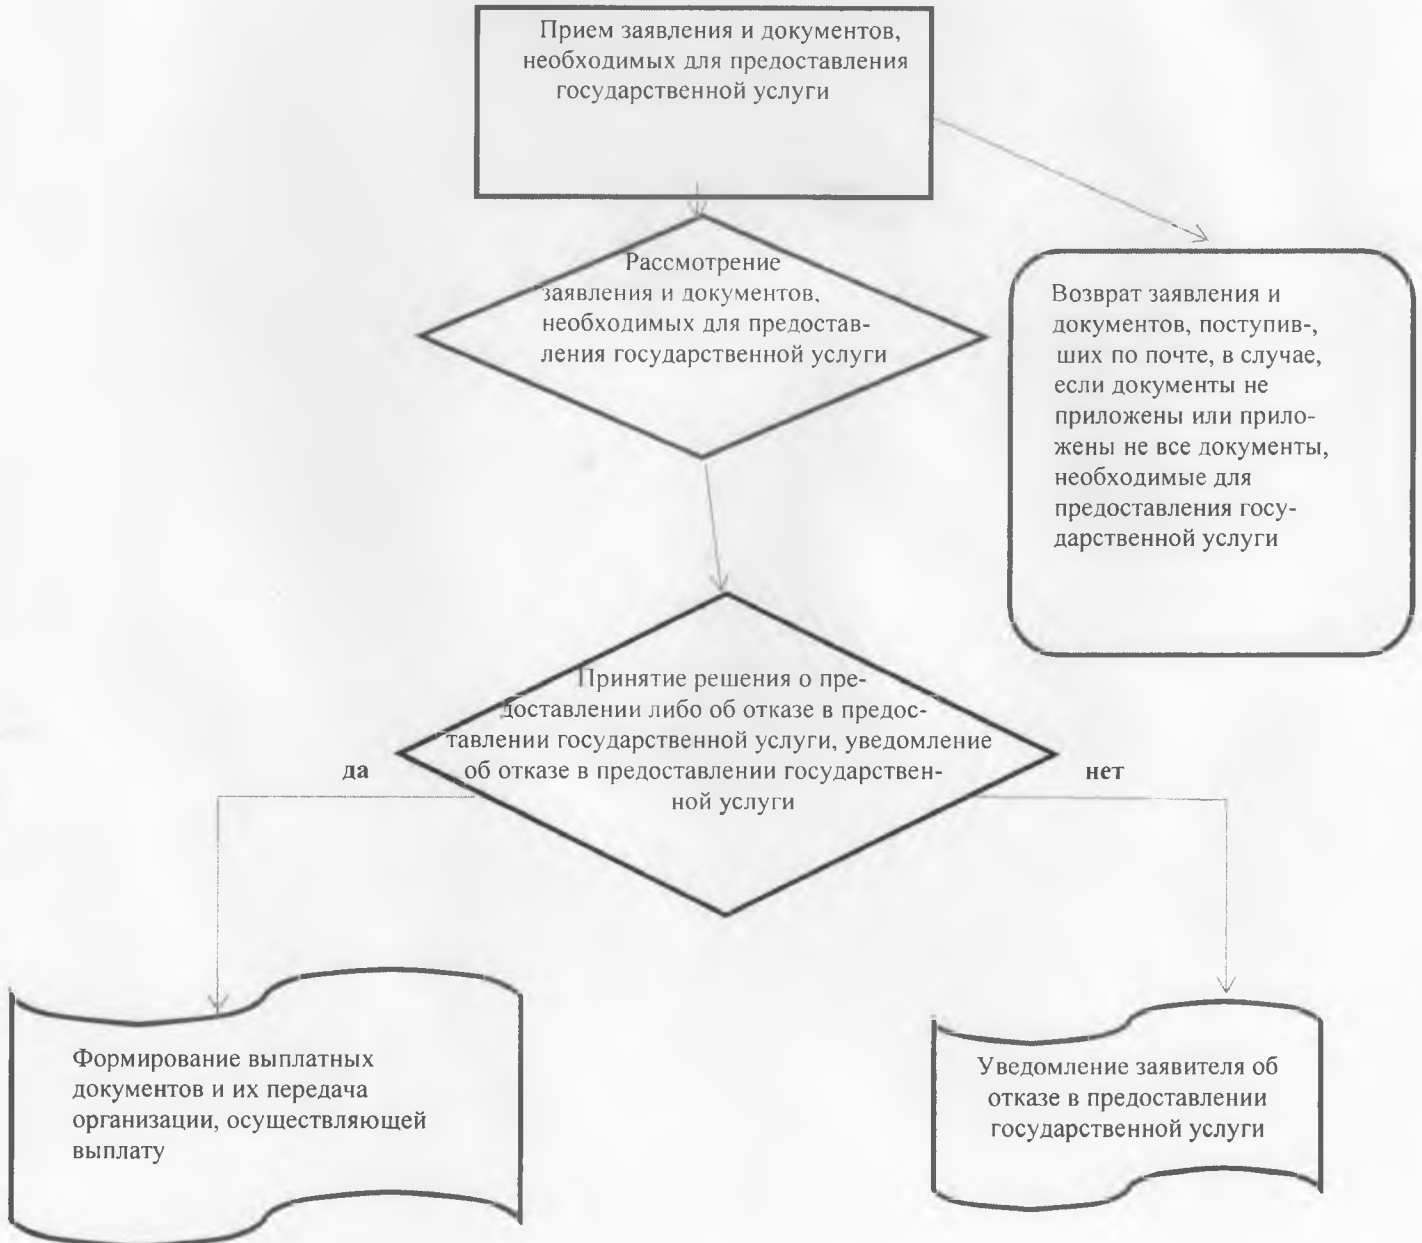 Прием заявления и документов,
необходимых для предоставления
государственной услуги
Рассмотрение
заявления и документов,
необходимых для предостав-
ления государственной услуги
Возврат заявления и
документов, поступив-,
ших по почте, в случае,
если документы не
приложены или прило-
жены не все документы,
необходимые для
предоставления госу-
дарственной услуги
Принятие решения о пре-
доставлении либо об отказе в предос-
тавлении государственной услуги, уведомление
об отказе в предоставлении государствен-
ной услуги
да
нет
Формирование выплатных
документов и их передача
организации, осуществляющей
выплату
Уведомление заявителя об
отказе в предоставлении
государственной услуги